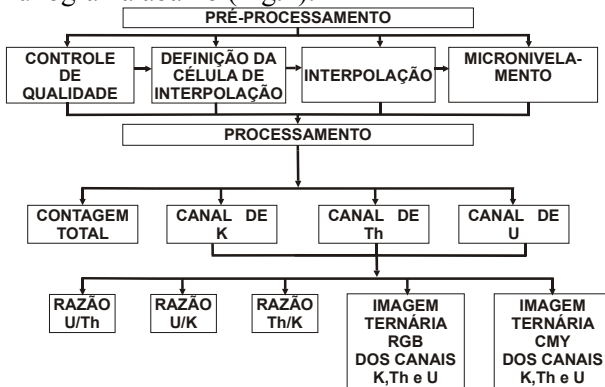 PRÉ-PROCESSAMENTO
CONTROLE
DE
QUALIDADE
DEFINIÇÃO DA
CÉLULA DE
INTERPOLAÇÃO
INTERPOLAÇÃO
MICRONIVELA-
MENTO
PROCESSAMENTO
CONTAGEM
TOTAL
CANAL DE
K
CANAL DE
Th
CANAL DE
U
RAZÃO
U/Th
RAZÃO
U/K
RAZÃO
Th/K
IMAGEM
TERNÁRIA
RGB
DOS CANAIS
K,Th e U
IMAGEM
TERNÁRIA
CMY
DOS CANAIS
K,Th e U